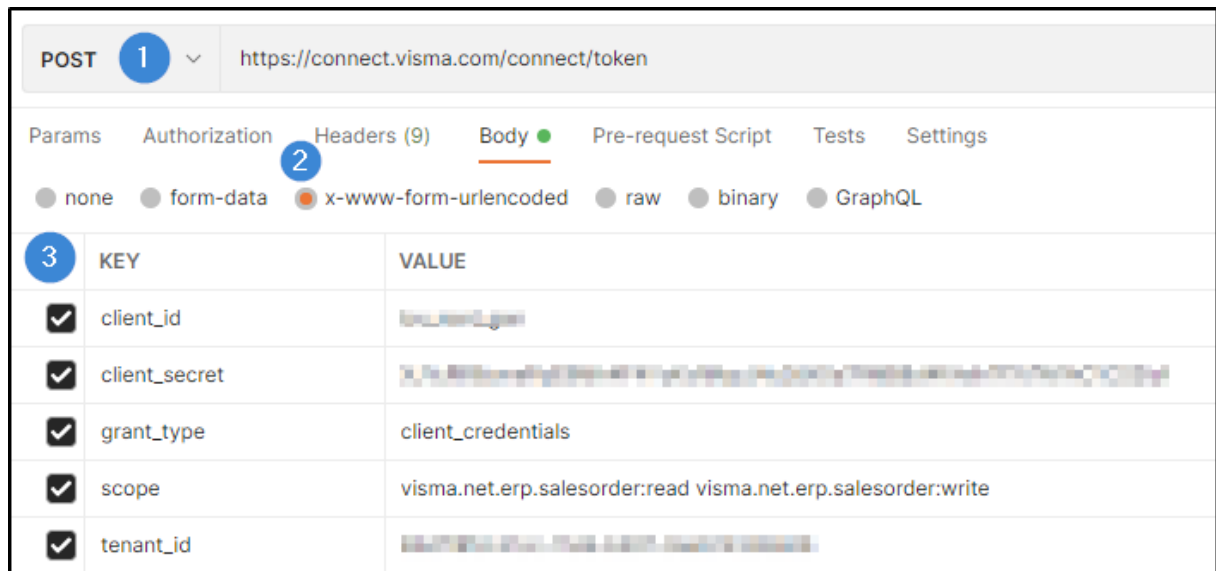 POST 1 https://connect.visma.com/connect/token
Params Authorization Headers (9) Body Pre-request Script Tests Settings
2
none form-data x-www-form-urlencoded raw binary GraphQL
3 KEY VALUE
client_id
client_secret
grant_type client_credentials
scope visma.net.erp.salesorder:read visma.net.erp.salesorder:write
tenant_id